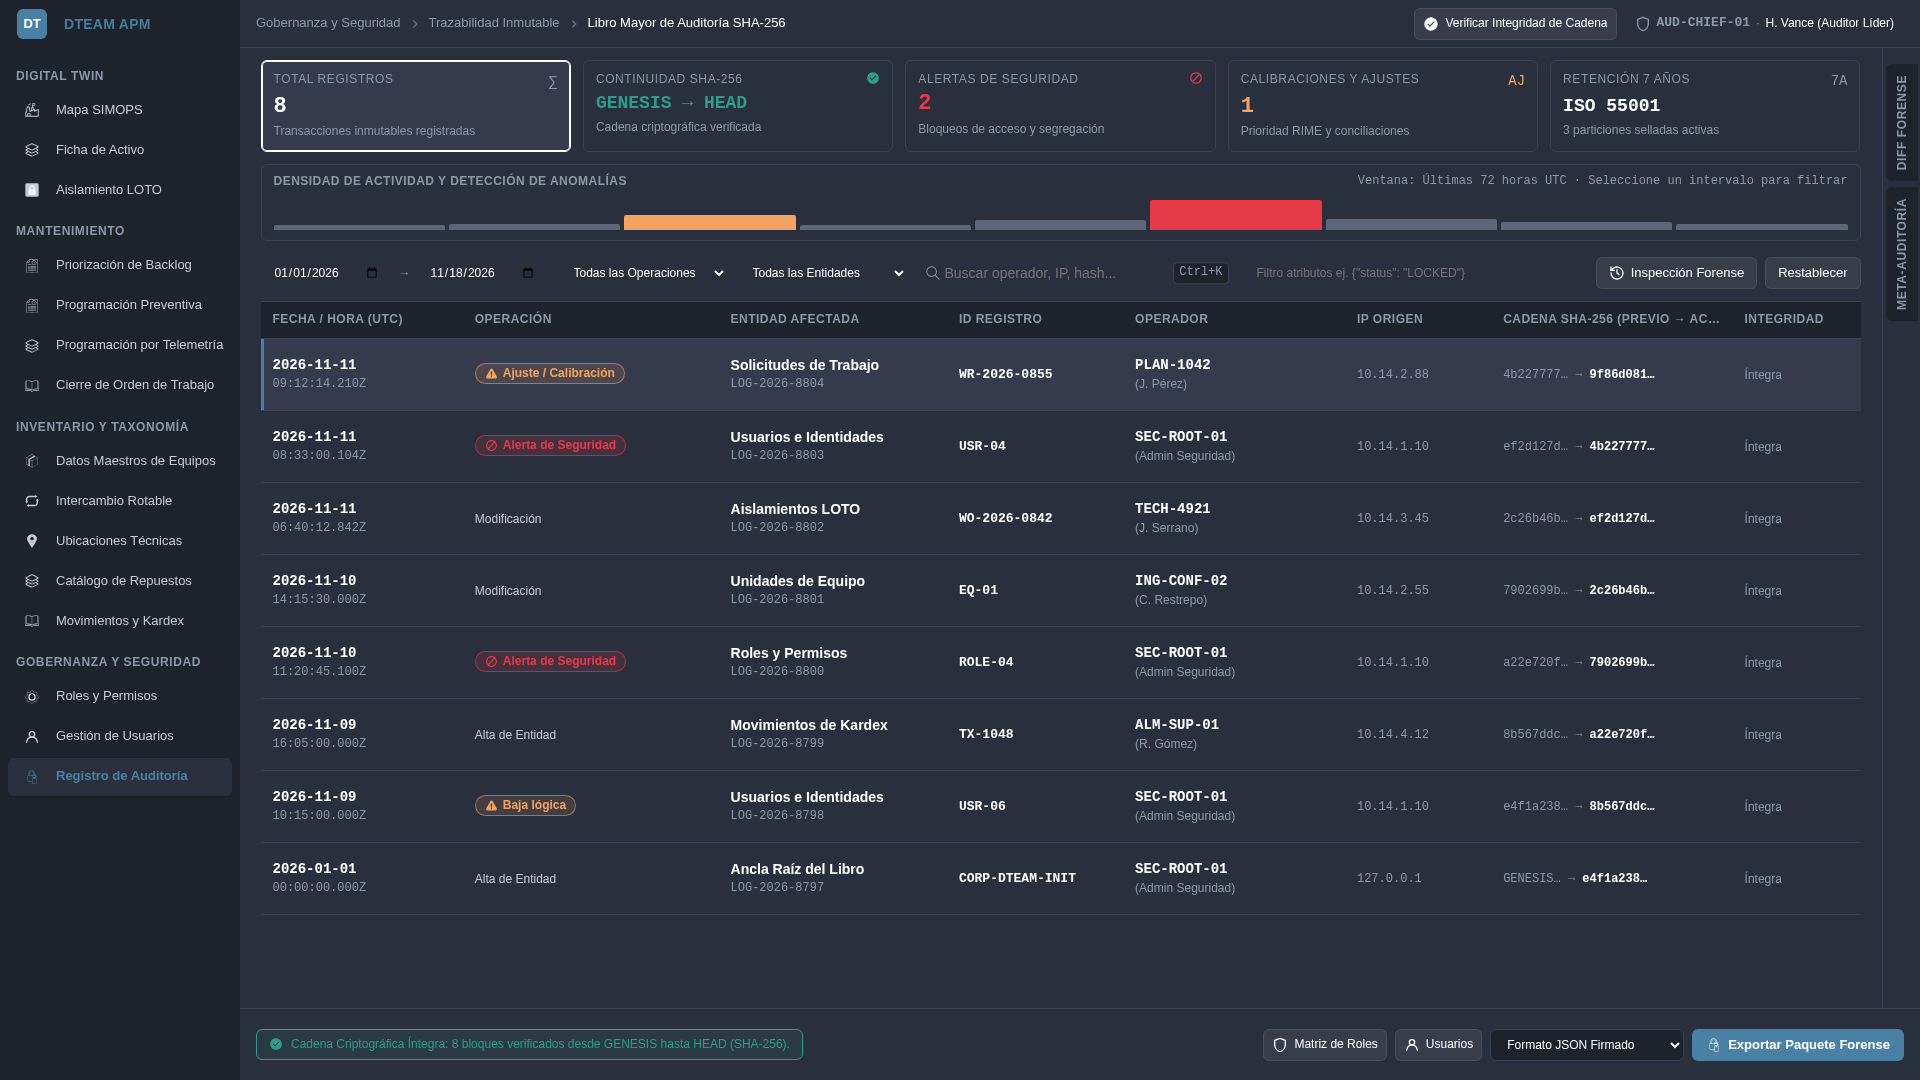 DT
DTEAM APM
DIGITAL TWIN
Mapa SIMOPS
Ficha de Activo
Aislamiento LOTO
MANTENIMIENTO
Priorización de Backlog
Programación Preventiva
Programación por Telemetría
Cierre de Orden de Trabajo
INVENTARIO Y TAXONOMÍA
Datos Maestros de Equipos
Intercambio Rotable
Ubicaciones Técnicas
Catálogo de Repuestos
Movimientos y Kardex
GOBERNANZA Y SEGURIDAD
Roles y Permisos
Gestión de Usuarios
Registro de Auditoría
Gobernanza y Seguridad > Trazabilidad Inmutable > Libro Mayor de Auditoría SHA-256
Verificar Integridad de Cadena
AUD-CHIEF-01 · H. Vance (Auditor Líder)
TOTAL REGISTROS ∑
8
Transacciones inmutables registradas
CONTINUIDAD SHA-256
GENESIS → HEAD
Cadena criptográfica verificada
ALERTAS DE SEGURIDAD
2
Bloqueos de acceso y segregación
CALIBRACIONES Y AJUSTES AJ
1
Prioridad RIME y conciliaciones
RETENCIÓN 7 AÑOS 7A
ISO 55001
3 particiones selladas activas
DENSIDAD DE ACTIVIDAD Y DETECCIÓN DE ANOMALÍAS
Ventana: Últimas 72 horas UTC · Seleccione un intervalo para filtrar
01/01/2026 → 11/18/2026 Todas las Operaciones Todas las Entidades Buscar operador, IP, hash... Ctrl+K Filtro atributos ej. {"status": "LOCKED"} Inspección Forense Restablecer
FECHA / HORA (UTC) OPERACIÓN ENTIDAD AFECTADA ID REGISTRO OPERADOR IP ORIGEN CADENA SHA-256 (PREVIO → AC… INTEGRIDAD
2026-11-11
09:12:14.210Z
Ajuste / Calibración
Solicitudes de Trabajo
LOG-2026-8804
WR-2026-0855
PLAN-1042
(J. Pérez)
10.14.2.88
4b227777… → 9f86d081…
Íntegra
2026-11-11
08:33:00.104Z
Alerta de Seguridad
Usuarios e Identidades
LOG-2026-8803
USR-04
SEC-ROOT-01
(Admin Seguridad)
10.14.1.10
ef2d127d… → 4b227777…
Íntegra
2026-11-11
06:40:12.842Z
Modificación
Aislamientos LOTO
LOG-2026-8802
WO-2026-0842
TECH-4921
(J. Serrano)
10.14.3.45
2c26b46b… → ef2d127d…
Íntegra
2026-11-10
14:15:30.000Z
Modificación
Unidades de Equipo
LOG-2026-8801
EQ-01
ING-CONF-02
(C. Restrepo)
10.14.2.55
7902699b… → 2c26b46b…
Íntegra
2026-11-10
11:20:45.100Z
Alerta de Seguridad
Roles y Permisos
LOG-2026-8800
ROLE-04
SEC-ROOT-01
(Admin Seguridad)
10.14.1.10
a22e720f… → 7902699b…
Íntegra
2026-11-09
16:05:00.000Z
Alta de Entidad
Movimientos de Kardex
LOG-2026-8799
TX-1048
ALM-SUP-01
(R. Gómez)
10.14.4.12
8b567ddc… → a22e720f…
Íntegra
2026-11-09
10:15:00.000Z
Baja lógica
Usuarios e Identidades
LOG-2026-8798
USR-06
SEC-ROOT-01
(Admin Seguridad)
10.14.1.10
e4f1a238… → 8b567ddc…
Íntegra
2026-01-01
00:00:00.000Z
Alta de Entidad
Ancla Raíz del Libro
LOG-2026-8797
CORP-DTEAM-INIT
SEC-ROOT-01
(Admin Seguridad)
127.0.0.1
GENESIS… → e4f1a238…
Íntegra
DIFF FORENSE
META-AUDITORÍA
Cadena Criptográfica Íntegra: 8 bloques verificados desde GENESIS hasta HEAD (SHA-256).
Matriz de Roles
Usuarios
Formato JSON Firmado
Exportar Paquete Forense